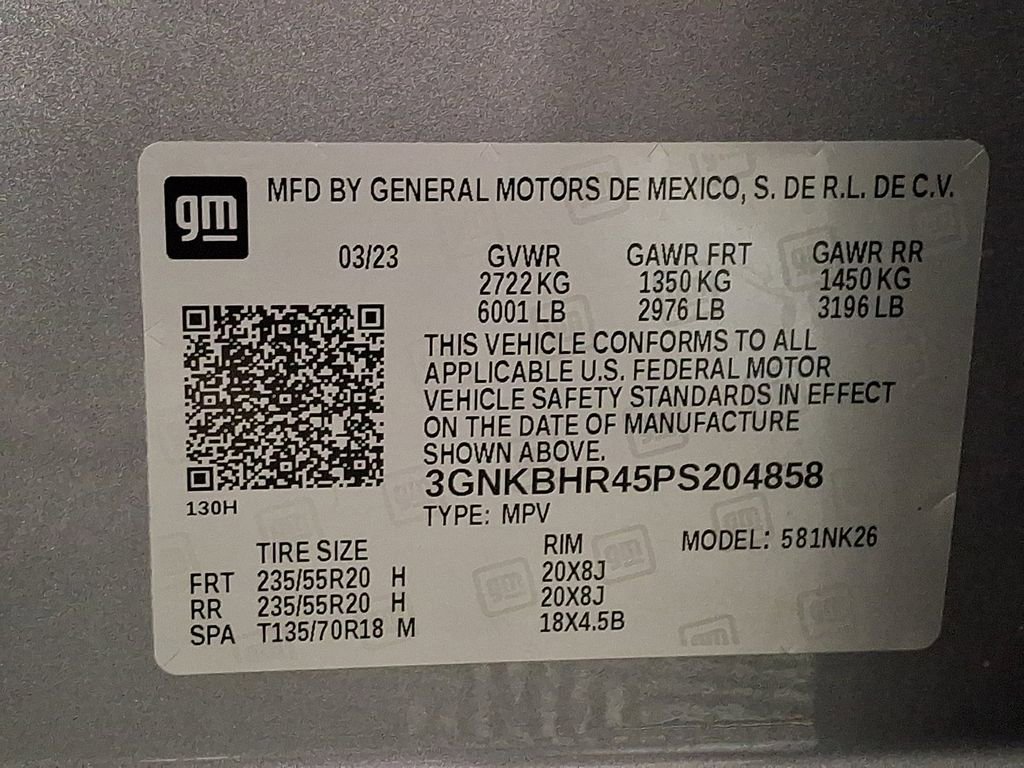 gm
MFD BY GENERAL MOTORS DE MEXICO, S. DE R.L. DE C.V.
03/23 GVWR GAWR FRT GAWR RR
2722 KG 1350 KG 1450 KG
6001 LB 2976 LB 3196 LB
THIS VEHICLE CONFORMS TO ALL
APPLICABLE U.S. FEDERAL MOTOR
VEHICLE SAFETY STANDARDS IN EFFECT
ON THE DATE OF MANUFACTURE
SHOWN ABOVE.
3GNKBHR45PS204858
130H
TYPE: MPV
TIRE SIZE RIM MODEL: 581NK26
FRT 235/55R20 H 20X8J
RR 235/55R20 H 20X8J
SPA T135/70R18 M 18X4.5B